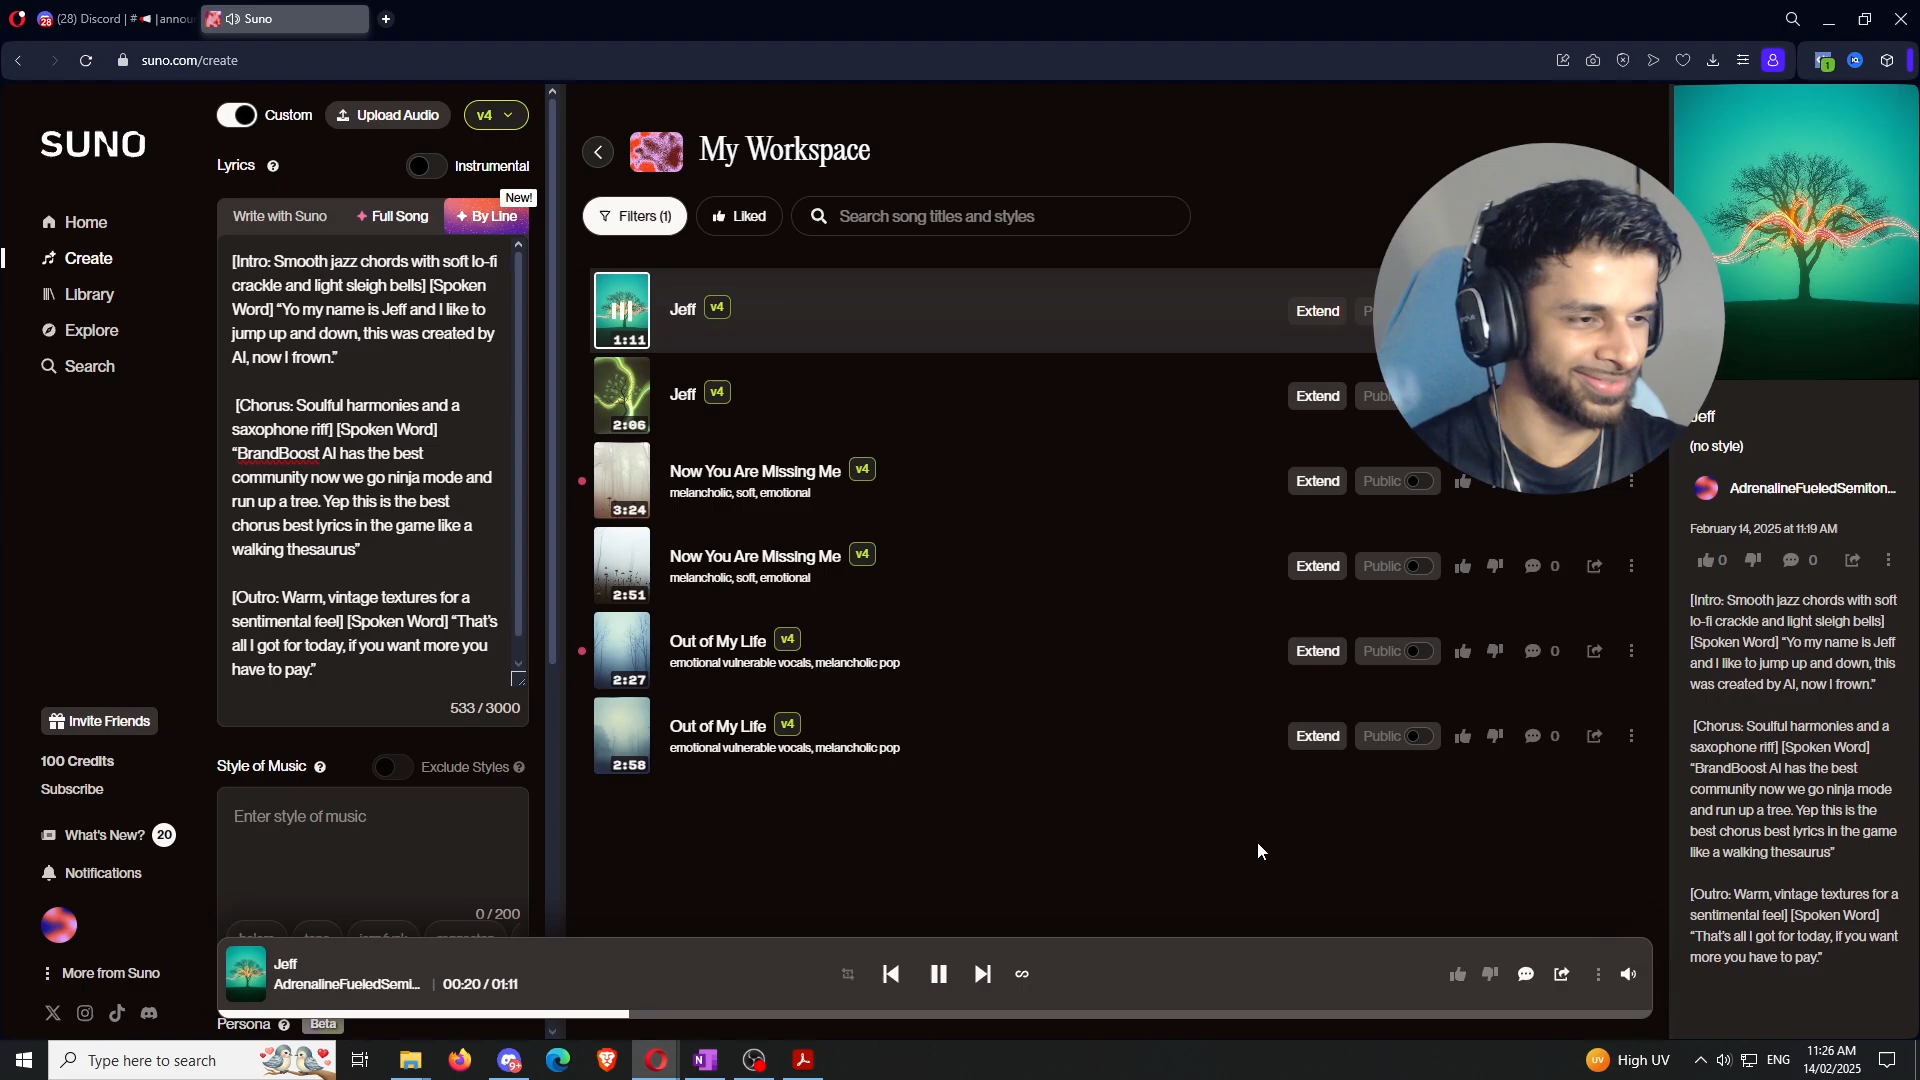 (28) Discord | #
|annou
Suno
suno.com/create
1
SUNO
Home
Create
Library
Explore
Search
Invite Friends
100 Credits
Subscribe
What's New? 20
Notifications
More from Suno
Custom
Upload Audio
v4
Lyrics
Instrumental
New!
Write with Suno
Full Song
By Line
[Intro: Smooth jazz chords with soft lo-fi
crackle and light sleigh bells] [Spoken
Word] “Yo my name is Jeff and I like to
jump up and down, this was created by
AI, now I frown.”
[Chorus: Soulful harmonies and a
saxophone riff] [Spoken Word]
“BrandBoost AI has the best
community now we go ninja mode and
run up a tree. Yep this is the best
chorus best lyrics in the game like a
walking thesaurus”
[Outro: Warm, vintage textures for a
sentimental feel] [Spoken Word] “That’s
all I got for today, if you want more you
have to pay.”
533 / 3000
Style of Music
Exclude Styles
Enter style of music
0 / 200
Persona
Beta
My Workspace
Filters (1)
Liked
Search song titles and styles
1:11
Jeff v4
Extend
2:06
Jeff v4
Extend
3:24
Now You Are Missing Me v4
melancholic, soft, emotional
Extend
Public
2:51
Now You Are Missing Me v4
melancholic, soft, emotional
Extend
Public
0
2:27
Out of My Life v4
emotional vulnerable vocals, melancholic pop
Extend
Public
0
2:58
Out of My Life v4
emotional vulnerable vocals, melancholic pop
Extend
Public
0
Jeff
(no style)
AdrenalineFueledSemiton...
February 14, 2025 at 11:19 AM
0
0
[Intro: Smooth jazz chords with soft
lo-fi crackle and light sleigh bells]
[Spoken Word] “Yo my name is Jeff
and I like to jump up and down, this
was created by AI, now I frown.”
[Chorus: Soulful harmonies and a
saxophone riff] [Spoken Word]
“BrandBoost AI has the best
community now we go ninja mode
and run up a tree. Yep this is the
best chorus best lyrics in the game
like a walking thesaurus”
[Outro: Warm, vintage textures for a
sentimental feel] [Spoken Word]
“That’s all I got for today, if you want
more you have to pay.”
Jeff
AdrenalineFueledSemi...
00:20 / 01:11
Type here to search
High UV
ENG
11:26 AM
14/02/2025